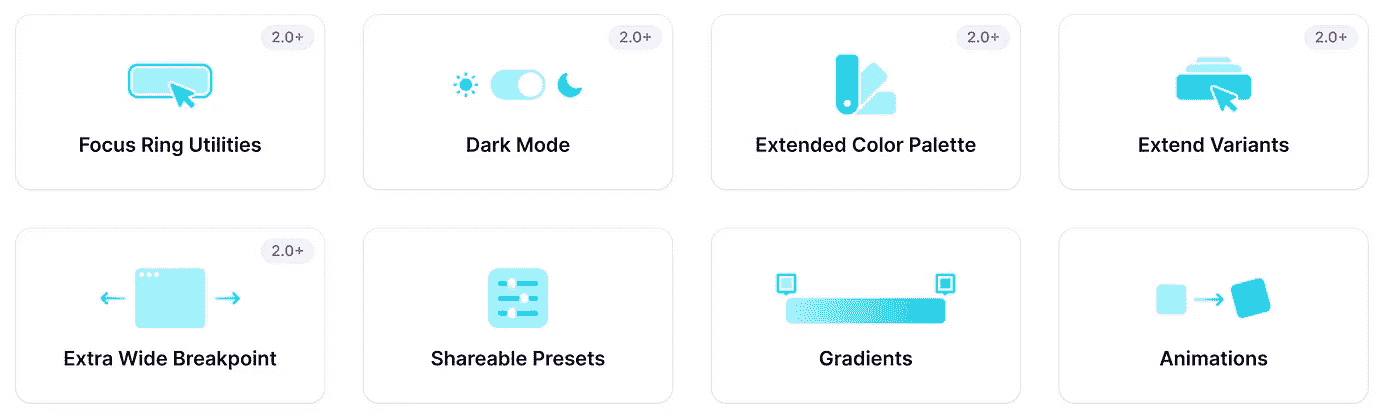 2.0+
Focus Ring Utilities
2.0+
Dark Mode
2.0+
Extended Color Palette
2.0+
Extend Variants
2.0+
Extra Wide Breakpoint
Shareable Presets
Gradients
Animations